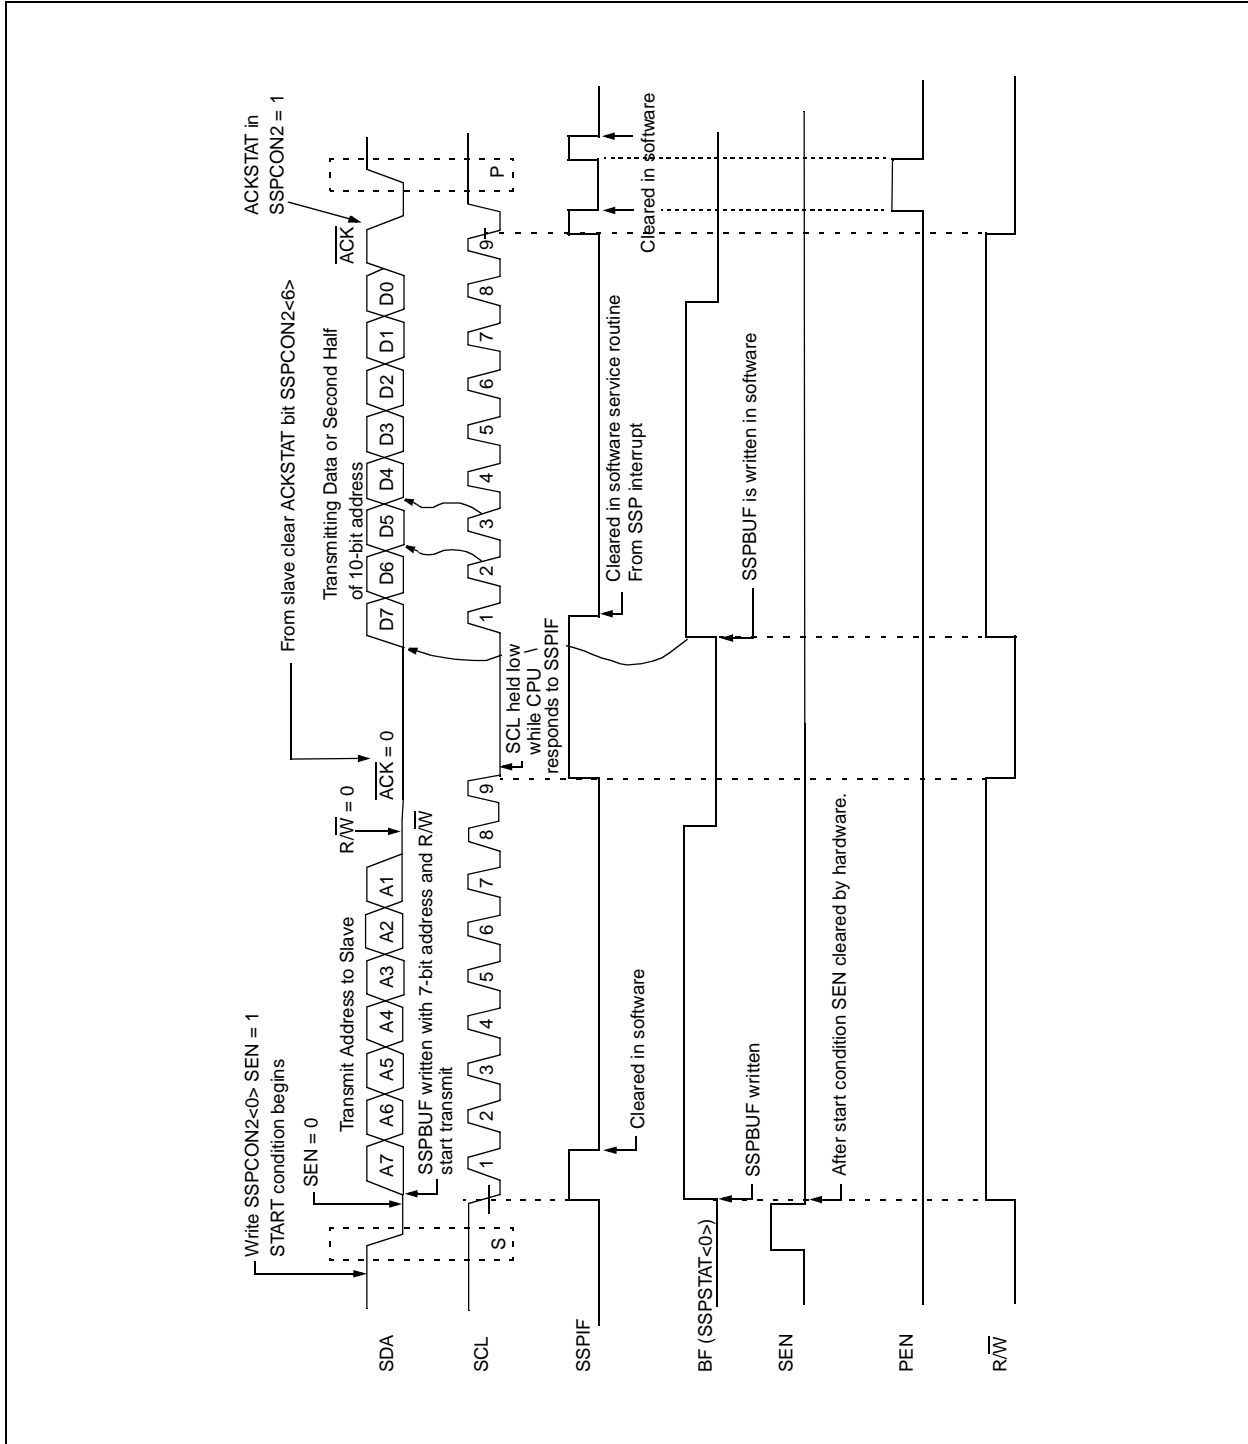 Write SSPCON2<0> SEN = 1
START condition begins
SEN = 0
Transmit Address to Slave
R/W̅ = 0
From slave clear ACKSTAT bit SSPCON2<6>
Transmitting Data or Second Half
of 10-bit address
ACKSTAT in
SSPCON2 = 1
A̅C̅K̅ = 0
A̅C̅K̅
SDA
A7 A6 A5 A4 A3 A2 A1
D7 D6 D5 D4 D3 D2 D1 D0
SSPBUF written with 7-bit address and R/W̅
start transmit
SCL
S
1 2 3 4 5 6 7 8 9
1 2 3 4 5 6 7 8 9
P
SCL held low
while CPU
responds to SSPIF
SSPIF
Cleared in software
Cleared in software service routine
From SSP interrupt
Cleared in software
BF (SSPSTAT<0>)
SSPBUF written
SSPBUF is written in software
SEN
After start condition SEN cleared by hardware.
PEN
R/W̅